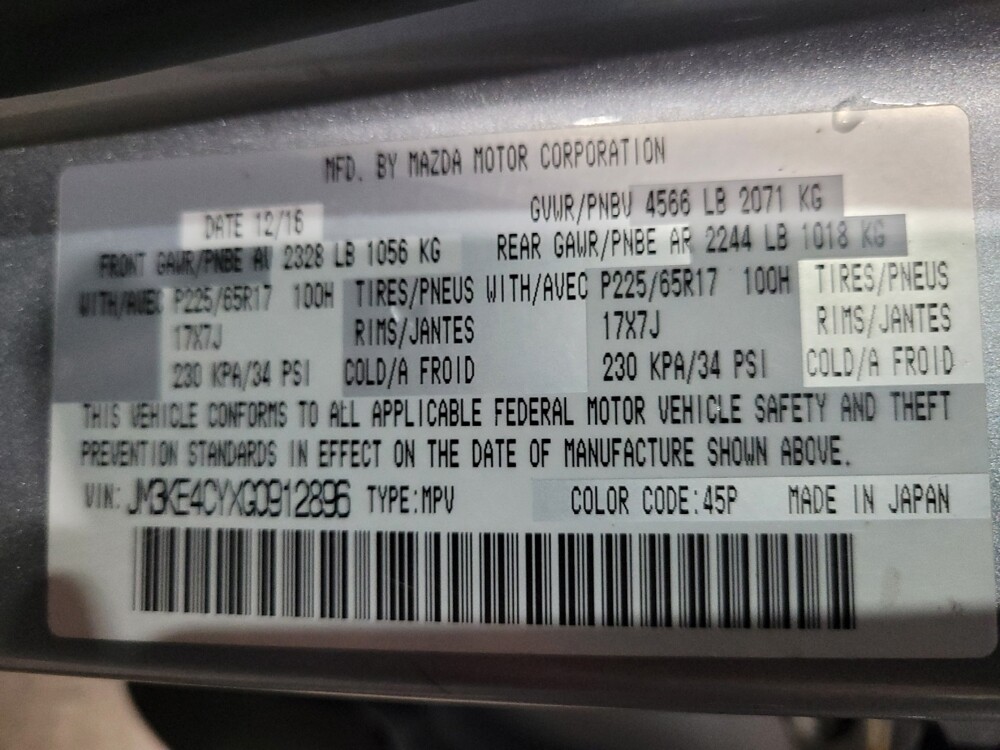 MFD. BY MAZDA MOTOR CORPORATION
DATE 12/16 GVWR/PNBV 4566 LB 2071 KG
FRONT GAWR/PNBE AV 2328 LB 1056 KG REAR GAWR/PNBE AR 2244 LB 1018 KG
WITH/AVEC P225/65R17 100H TIRES/PNEUS WITH/AVEC P225/65R17 100H TIRES/PNEUS
17X7J RIMS/JANTES 17X7J RIMS/JANTES
230 KPA/34 PSI COLD/A FROID 230 KPA/34 PSI COLD/A FROID
THIS VEHICLE CONFORMS TO ALL APPLICABLE FEDERAL MOTOR VEHICLE SAFETY AND THEFT
PREVENTION STANDARDS IN EFFECT ON THE DATE OF MANUFACTURE SHOWN ABOVE.
VIN: JM3KE4CYXG0912896 TYPE:MPV COLOR CODE:45P MADE IN JAPAN